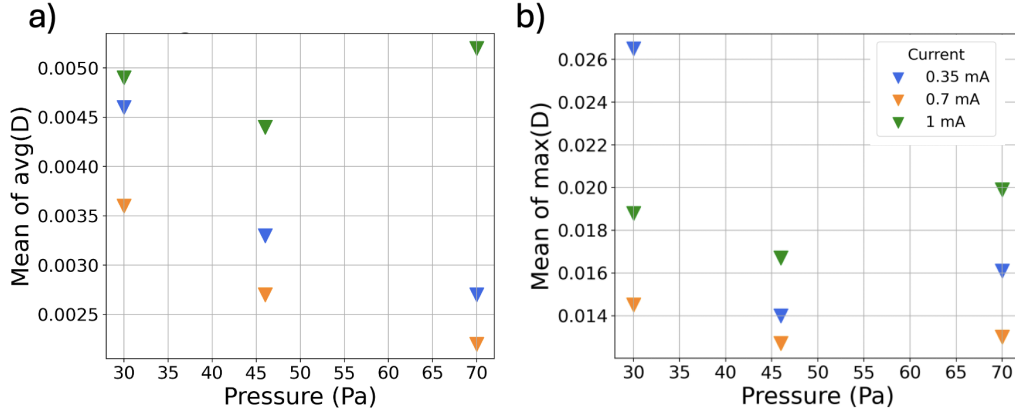 a)
Mean of avg(D)
0.0050
0.0045
0.0040
0.0035
0.0030
0.0025
30 35 40 45 50 55 60 65 70
Pressure (Pa)
b)
Mean of max(D)
0.026
0.024
0.022
0.020
0.018
0.016
0.014
Current
0.35 mA
0.7 mA
1 mA
30 35 40 45 50 55 60 65 70
Pressure (Pa)